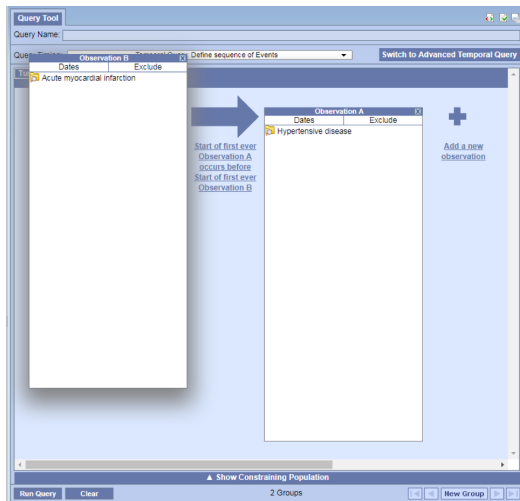 Query Tool
Query Name:
Temporal Query: Define sequence of Events
Switch to Advanced Temporal Query
Observation B
Dates Exclude
Acute myocardial infarction
Observation A
Dates Exclude
Hypertensive disease
Start of first ever
Observation A
occurs before
Start of first ever
Observation B
Add a new
observation
▲ Show Constraining Population
Run Query Clear 2 Groups New Group